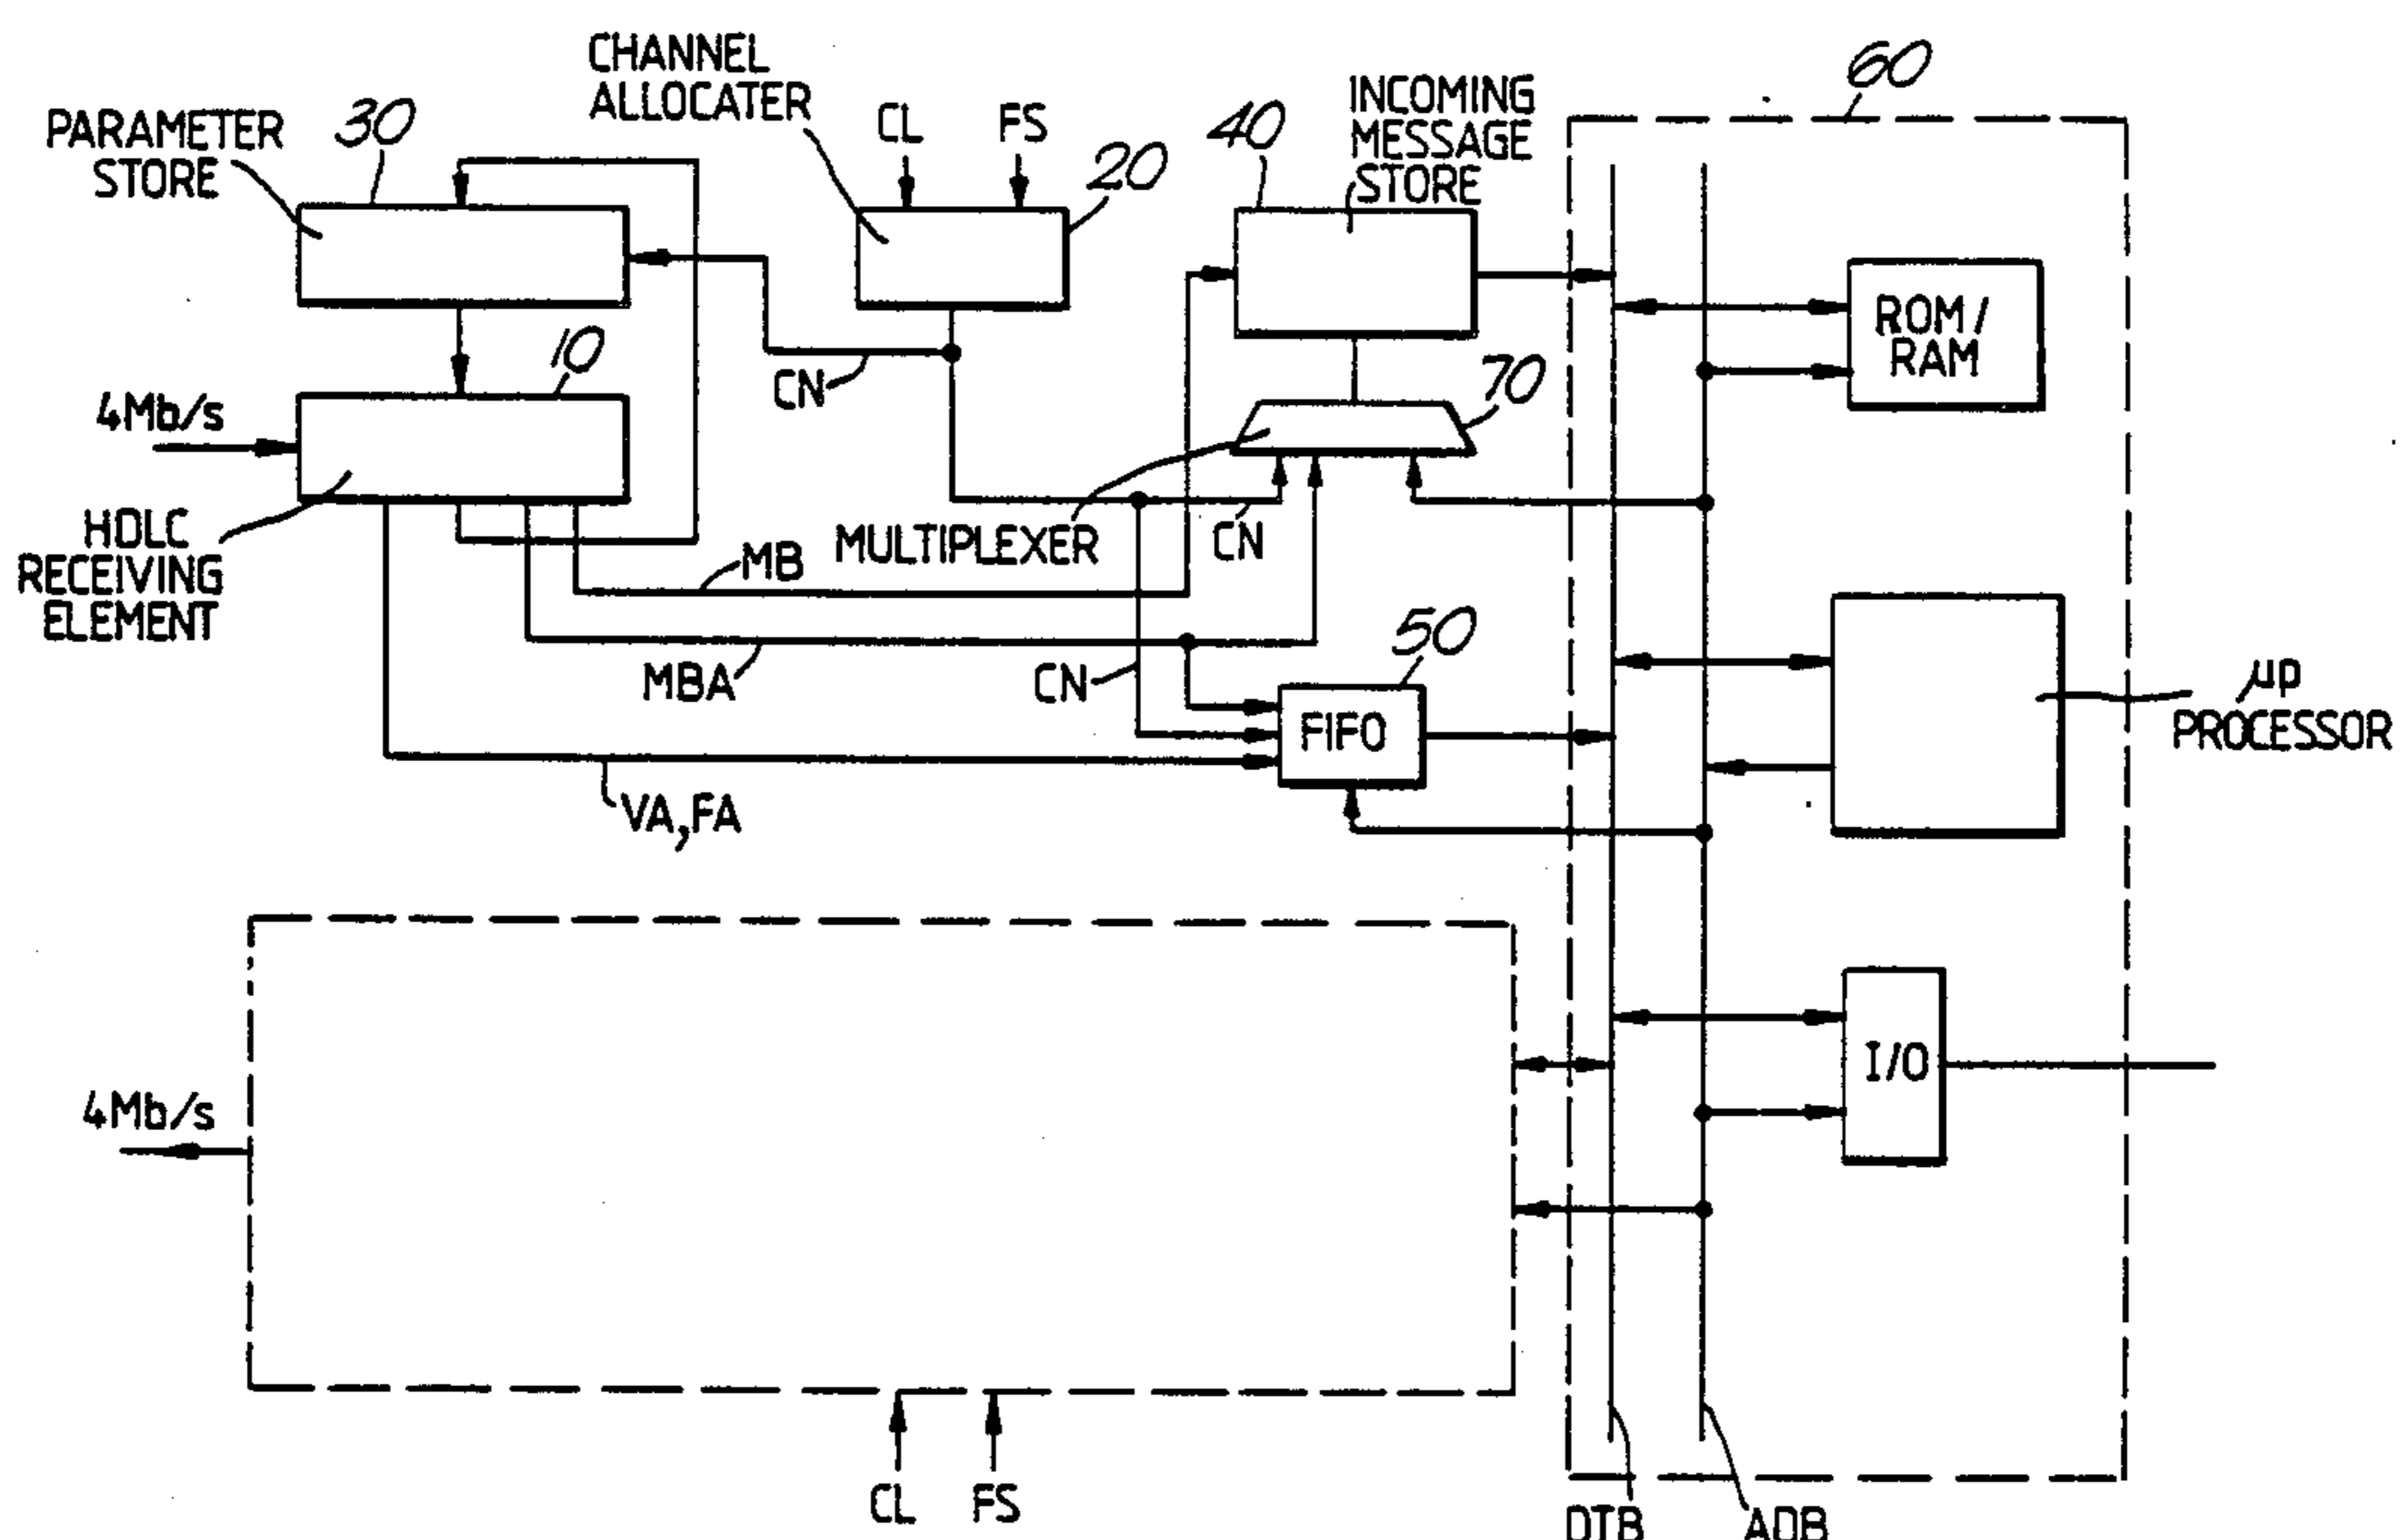 CHANNEL
ALLOCATER
PARAMETER
STORE
30
CL
FS
20
40
INCOMING
MESSAGE
STORE
60
ROM/
RAM
10
CN
70
4Mb/s
HDLC
RECEIVING
ELEMENT
MULTIPLEXER
CN
MB
MBA
CN
50
FIFO
VA,FA
µp
PROCESSOR
I/O
4Mb/s
CL
FS
DTB
ADB